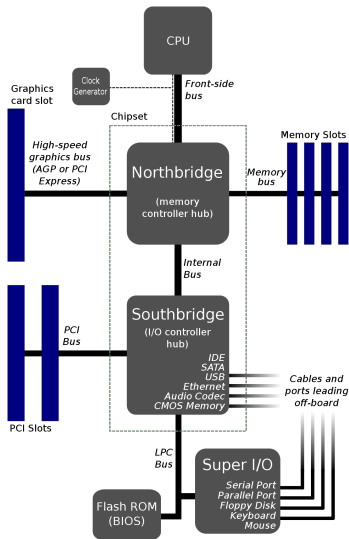 CPU
Clock
Generator
Graphics
card slot
Front-side
bus
Chipset
High-speed
graphics bus
(AGP or PCI
Express)
Northbridge
(memory
controller hub)
Memory
bus
Memory Slots
Internal
Bus
Southbridge
(I/O controller
hub)
PCI
Bus
IDE
SATA
USB
Ethernet
Audio Codec
CMOS Memory
Cables and
ports leading
off-board
PCI Slots
LPC
Bus
Super I/O
Serial Port
Parallel Port
Floppy Disk
Keyboard
Mouse
Flash ROM
(BIOS)